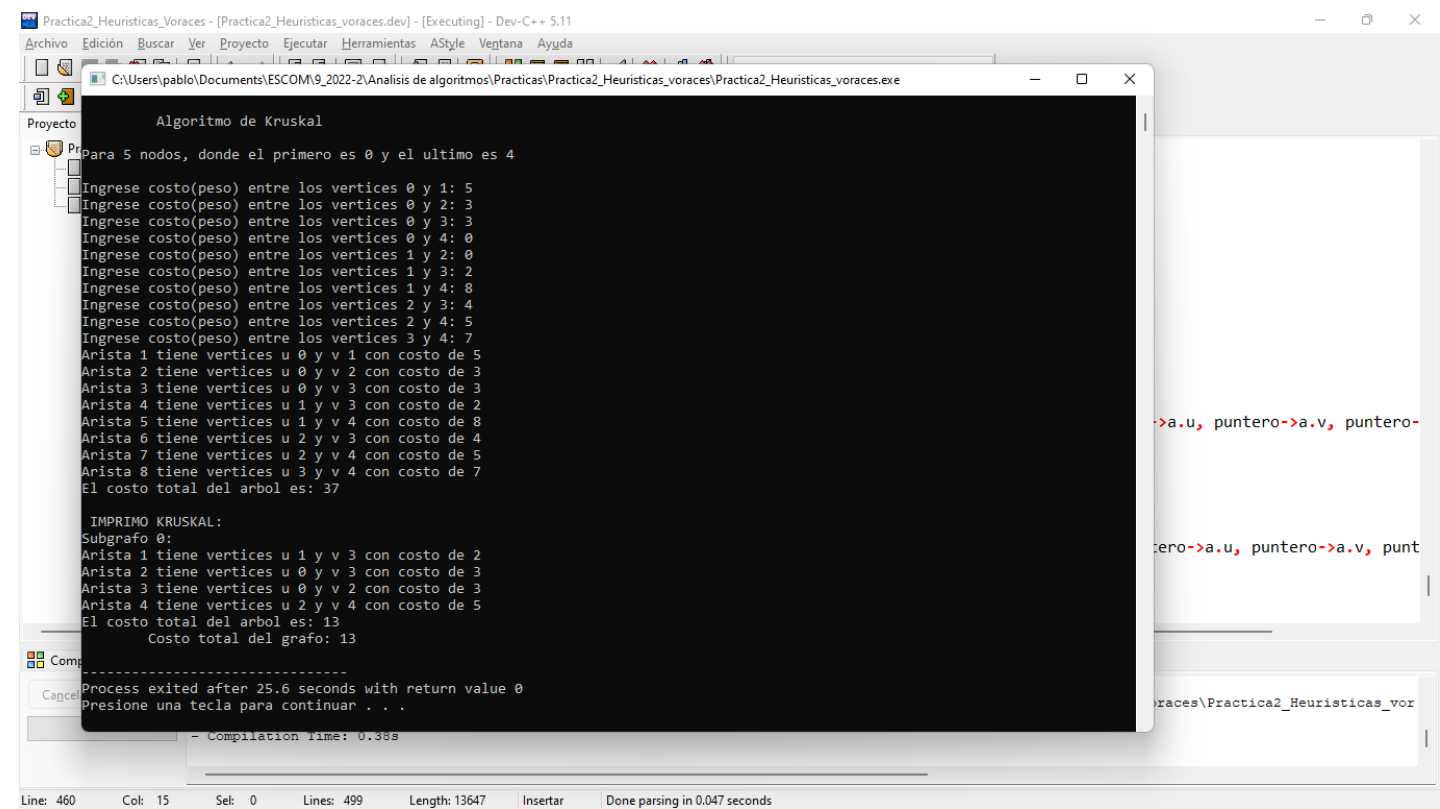 Practica2_Heuristicas_Voraces - [Practica2_Heuristicas_voraces.dev] - [Executing] - Dev-C++ 5.11
Archivo Edición Buscar Ver Proyecto Ejecutar Herramientas AStyle Ventana Ayuda
C:\Users\pablo\Documents\ESCOM\9_2022-2\Analisis de algoritmos\Practicas\Practica2_Heuristicas_voraces\Practica2_Heuristicas_voraces.exe
Proyecto
Algoritmo de Kruskal
Para 5 nodos, donde el primero es 0 y el ultimo es 4
Ingrese costo(peso) entre los vertices 0 y 1: 5
Ingrese costo(peso) entre los vertices 0 y 2: 3
Ingrese costo(peso) entre los vertices 0 y 3: 3
Ingrese costo(peso) entre los vertices 0 y 4: 0
Ingrese costo(peso) entre los vertices 1 y 2: 0
Ingrese costo(peso) entre los vertices 1 y 3: 2
Ingrese costo(peso) entre los vertices 1 y 4: 8
Ingrese costo(peso) entre los vertices 2 y 3: 4
Ingrese costo(peso) entre los vertices 2 y 4: 5
Ingrese costo(peso) entre los vertices 3 y 4: 7
Arista 1 tiene vertices u 0 y v 1 con costo de 5
Arista 2 tiene vertices u 0 y v 2 con costo de 3
Arista 3 tiene vertices u 0 y v 3 con costo de 3
Arista 4 tiene vertices u 1 y v 3 con costo de 2
Arista 5 tiene vertices u 1 y v 4 con costo de 8
Arista 6 tiene vertices u 2 y v 3 con costo de 4
Arista 7 tiene vertices u 2 y v 4 con costo de 5
Arista 8 tiene vertices u 3 y v 4 con costo de 7
El costo total del arbol es: 37
IMPRIMO KRUSKAL:
Subgrafo 0:
Arista 1 tiene vertices u 1 y v 3 con costo de 2
Arista 2 tiene vertices u 0 y v 3 con costo de 3
Arista 3 tiene vertices u 0 y v 2 con costo de 3
Arista 4 tiene vertices u 2 y v 4 con costo de 5
El costo total del arbol es: 13
Costo total del grafo: 13
--------------------------------
Process exited after 25.6 seconds with return value 0
Presione una tecla para continuar . . .
>a.u, puntero->a.v, puntero-
tero->a.u, puntero->a.v, punt
Comp
Cancel
oraces\Practica2_Heuristicas_vor
- Compilation Time: 0.38s
Line: 460 Col: 15 Sel: 0 Lines: 499 Length: 13647 Insertar Done parsing in 0.047 seconds